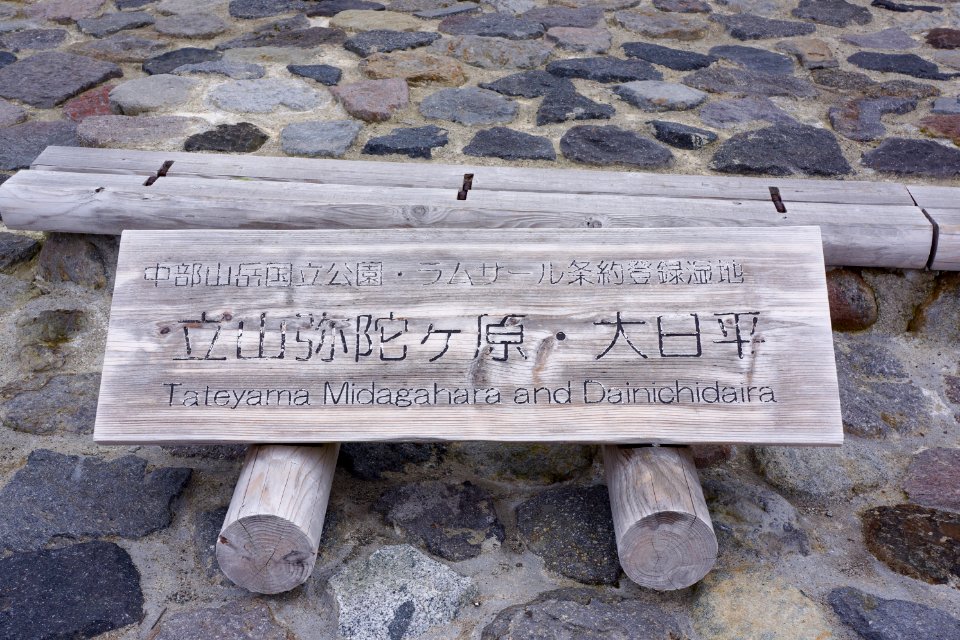 中部山岳国立公園・ラムサール条約登録湿地
立山弥陀ヶ原・大日平
Tateyama Midagahara and Dainichidaira